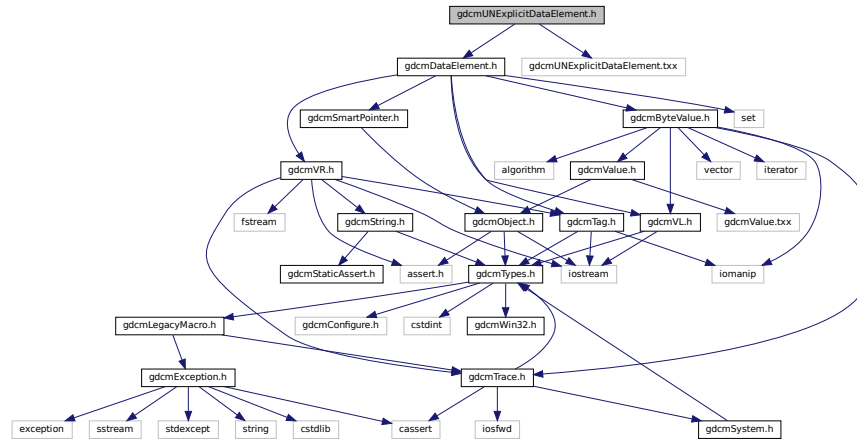 gdcmUNExplicitDataElement.h
gdcmDataElement.h
gdcmUNExplicitDataElement.txx
gdcmSmartPointer.h
gdcmByteValue.h
set
gdcmVR.h
algorithm
gdcmValue.h
vector
iterator
fstream
gdcmString.h
gdcmObject.h
gdcmTag.h
gdcmVL.h
gdcmValue.txx
gdcmStaticAssert.h
assert.h
gdcmTypes.h
iostream
iomanip
gdcmLegacyMacro.h
gdcmConfigure.h
cstdint
gdcmWin32.h
gdcmException.h
gdcmTrace.h
exception
sstream
stdexcept
string
cstdlib
cassert
iosfwd
gdcmSystem.h